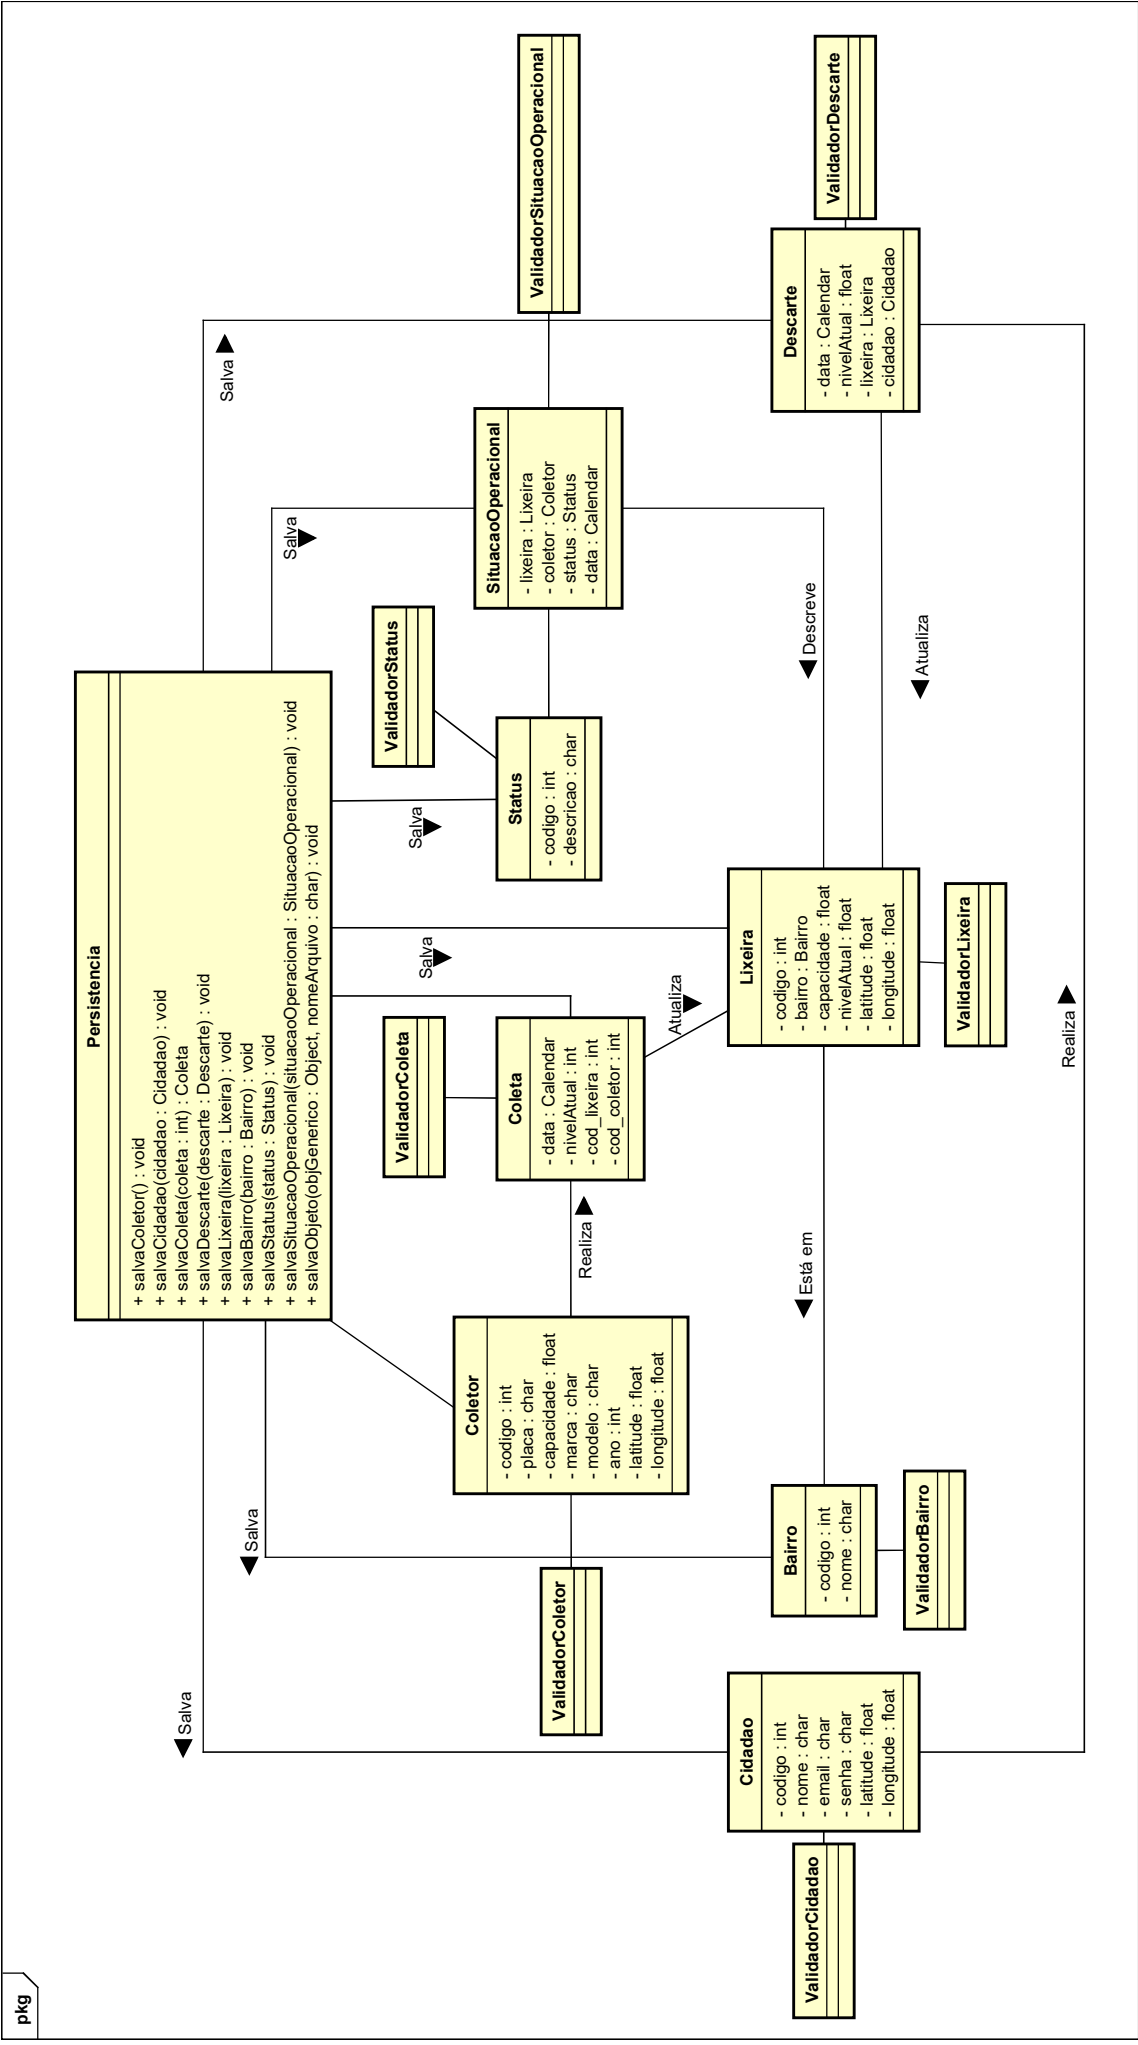 pkg
Persistencia
+ salvaColetor() : void
+ salvaCidadao(cidadao : Cidadao) : void
+ salvaColeta(coleta : int) : Coleta
+ salvaDescarte(descarte : Descarte) : void
+ salvaLixeira(lixeira : Lixeira) : void
+ salvaBairro(bairro : Bairro) : void
+ salvaStatus(status : Status) : void
+ salvaSituacaoOperacional(situacaoOperacional : SituacaoOperacional) : void
+ salvaObjeto(objGenerico : Object, nomeArquivo : char) : void
Salva
Salva
Salva
Salva
Salva
Salva
ValidadorColeta
ValidadorStatus
ValidadorSituacaoOperacional
ValidadorColetor
Coletor
- codigo : int
- placa : char
- capacidade : float
- marca : char
- modelo : char
- ano : int
- latitude : float
- longitude : float
Realiza
Coleta
- data : Calendar
- nivelAtual : int
- cod_lixeira : int
- cod_coletor : int
Atualiza
Status
- codigo : int
- descricao : char
SituacaoOperacional
- lixeira : Lixeira
- coletor : Coletor
- status : Status
- data : Calendar
Descreve
ValidadorCidadao
Cidadao
- codigo : int
- nome : char
- email : char
- senha : char
- latitude : float
- longitude : float
Bairro
- codigo : int
- nome : char
ValidadorBairro
Está em
Lixeira
- codigo : int
- bairro : Bairro
- capacidade : float
- nivelAtual : float
- latitude : float
- longitude : float
ValidadorLixeira
Atualiza
Descarte
- data : Calendar
- nivelAtual : float
- lixeira : Lixeira
- cidadao : Cidadao
ValidadorDescarte
Realiza